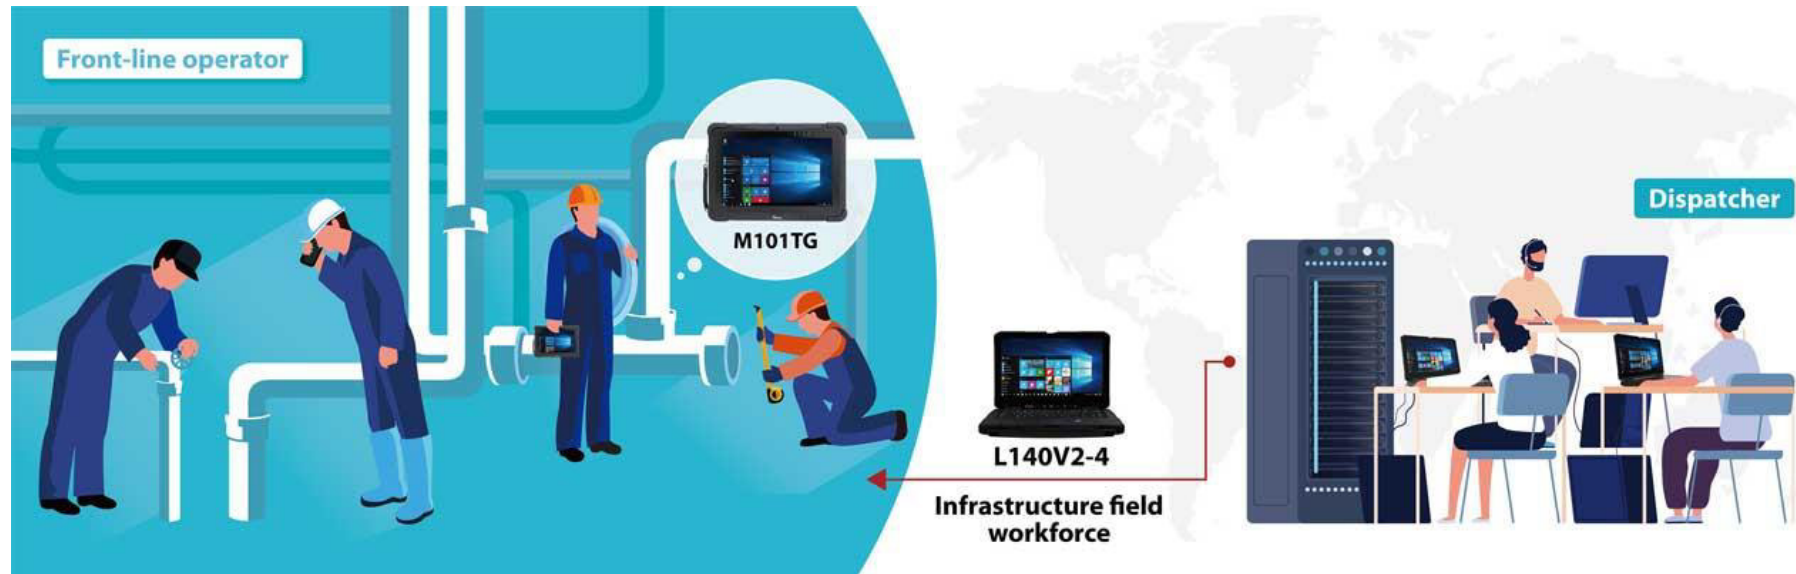 Front-line operator
M101TG
Dispatcher
L140V2-4
Infrastructure field
workforce